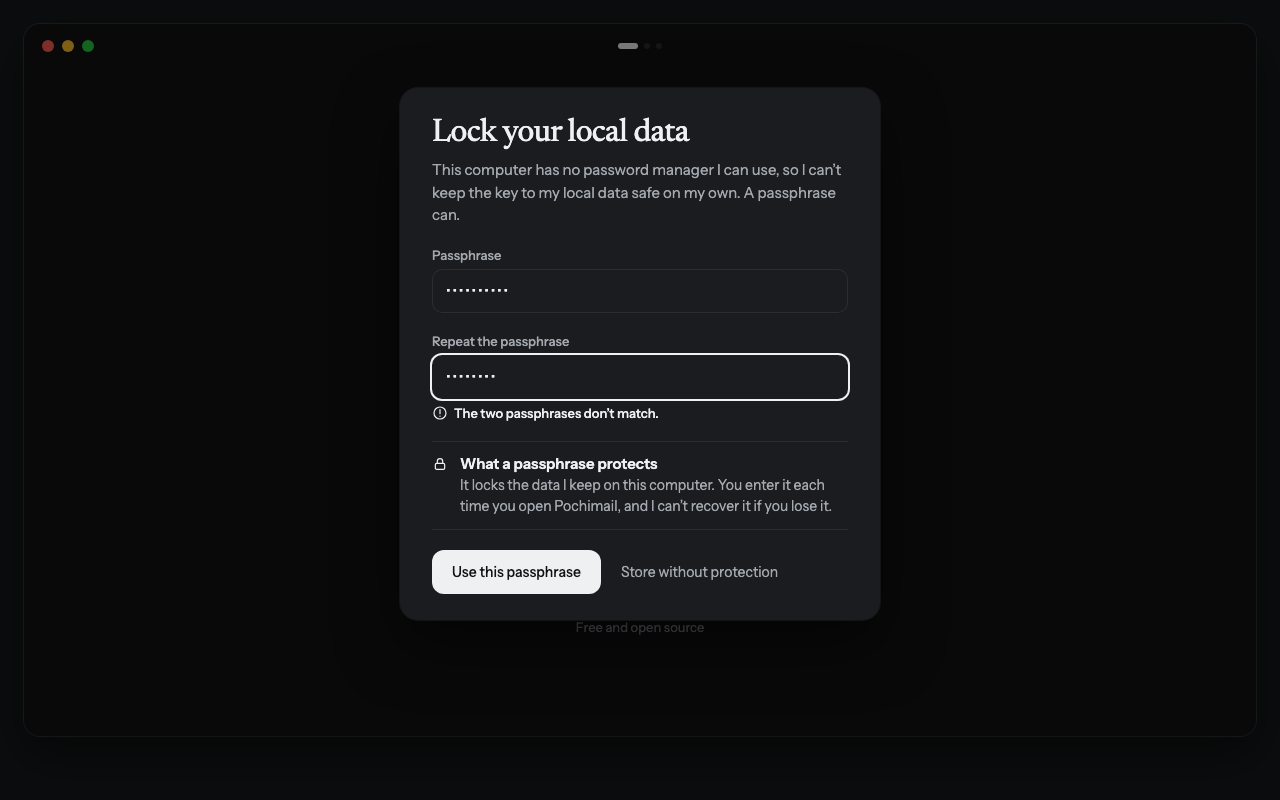 Lock your local data
This computer has no password manager I can use, so I can't
keep the key to my local data safe on my own. A passphrase
can.
Passphrase
Repeat the passphrase
The two passphrases don't match.
What a passphrase protects
It locks the data I keep on this computer. You enter it each
time you open Pochimail, and I can't recover it if you lose it.
Use this passphrase
Store without protection
Free and open source